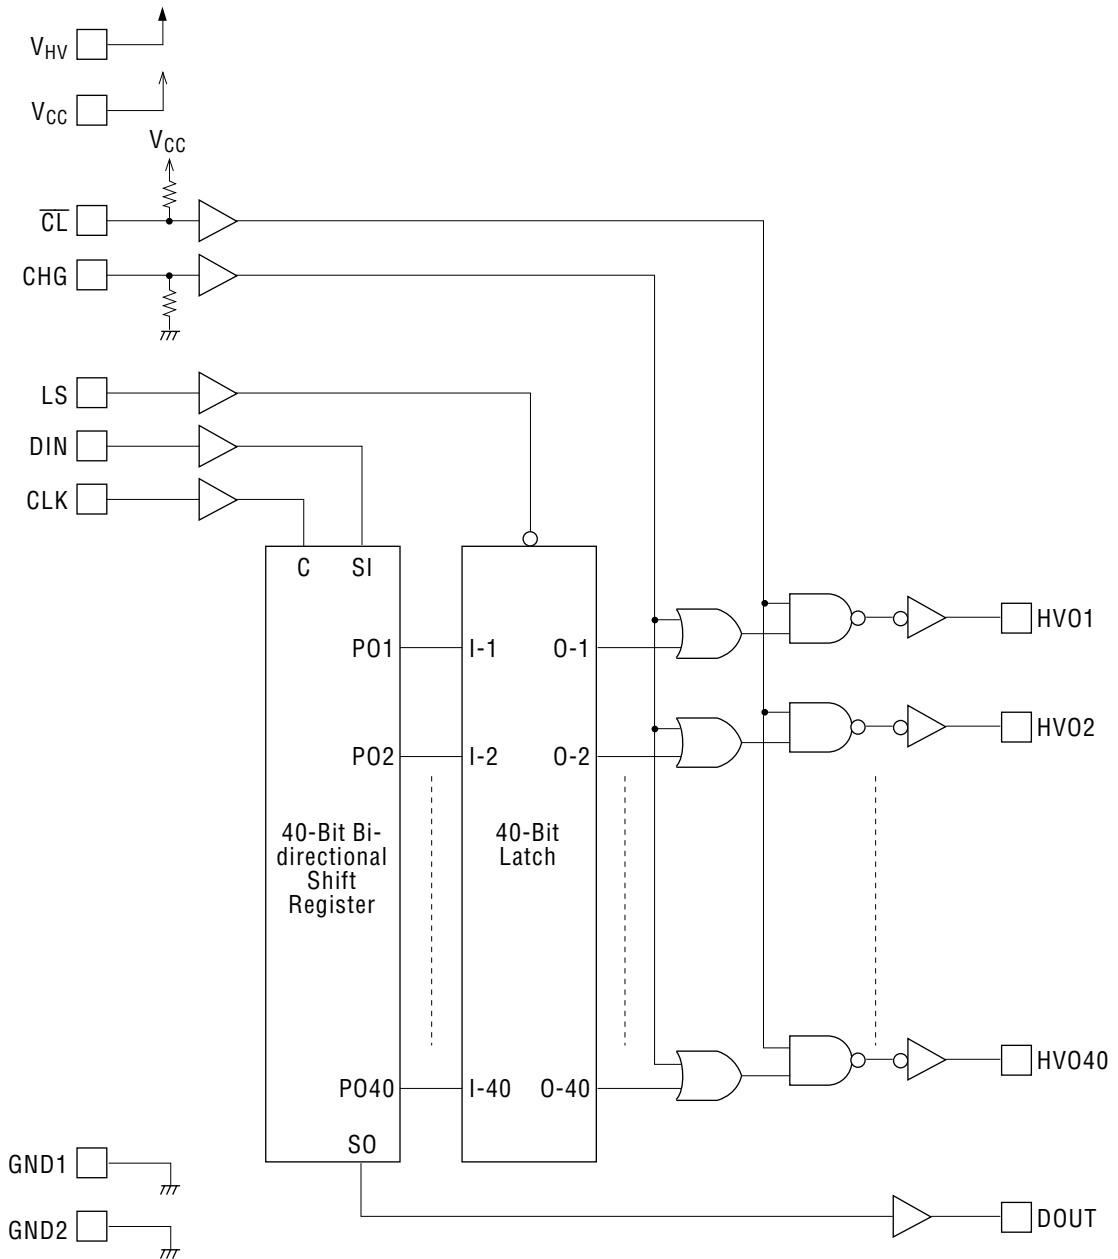 VHV
VCC
VCC
CL
CHG
LS
DIN
CLK
C SI
PO1 I-1 O-1 HVO1
PO2 I-2 O-2 HVO2
40-Bit Bi-
directional
Shift
Register
40-Bit
Latch
PO40 I-40 O-40 HVO40
SO
GND1
GND2
DOUT